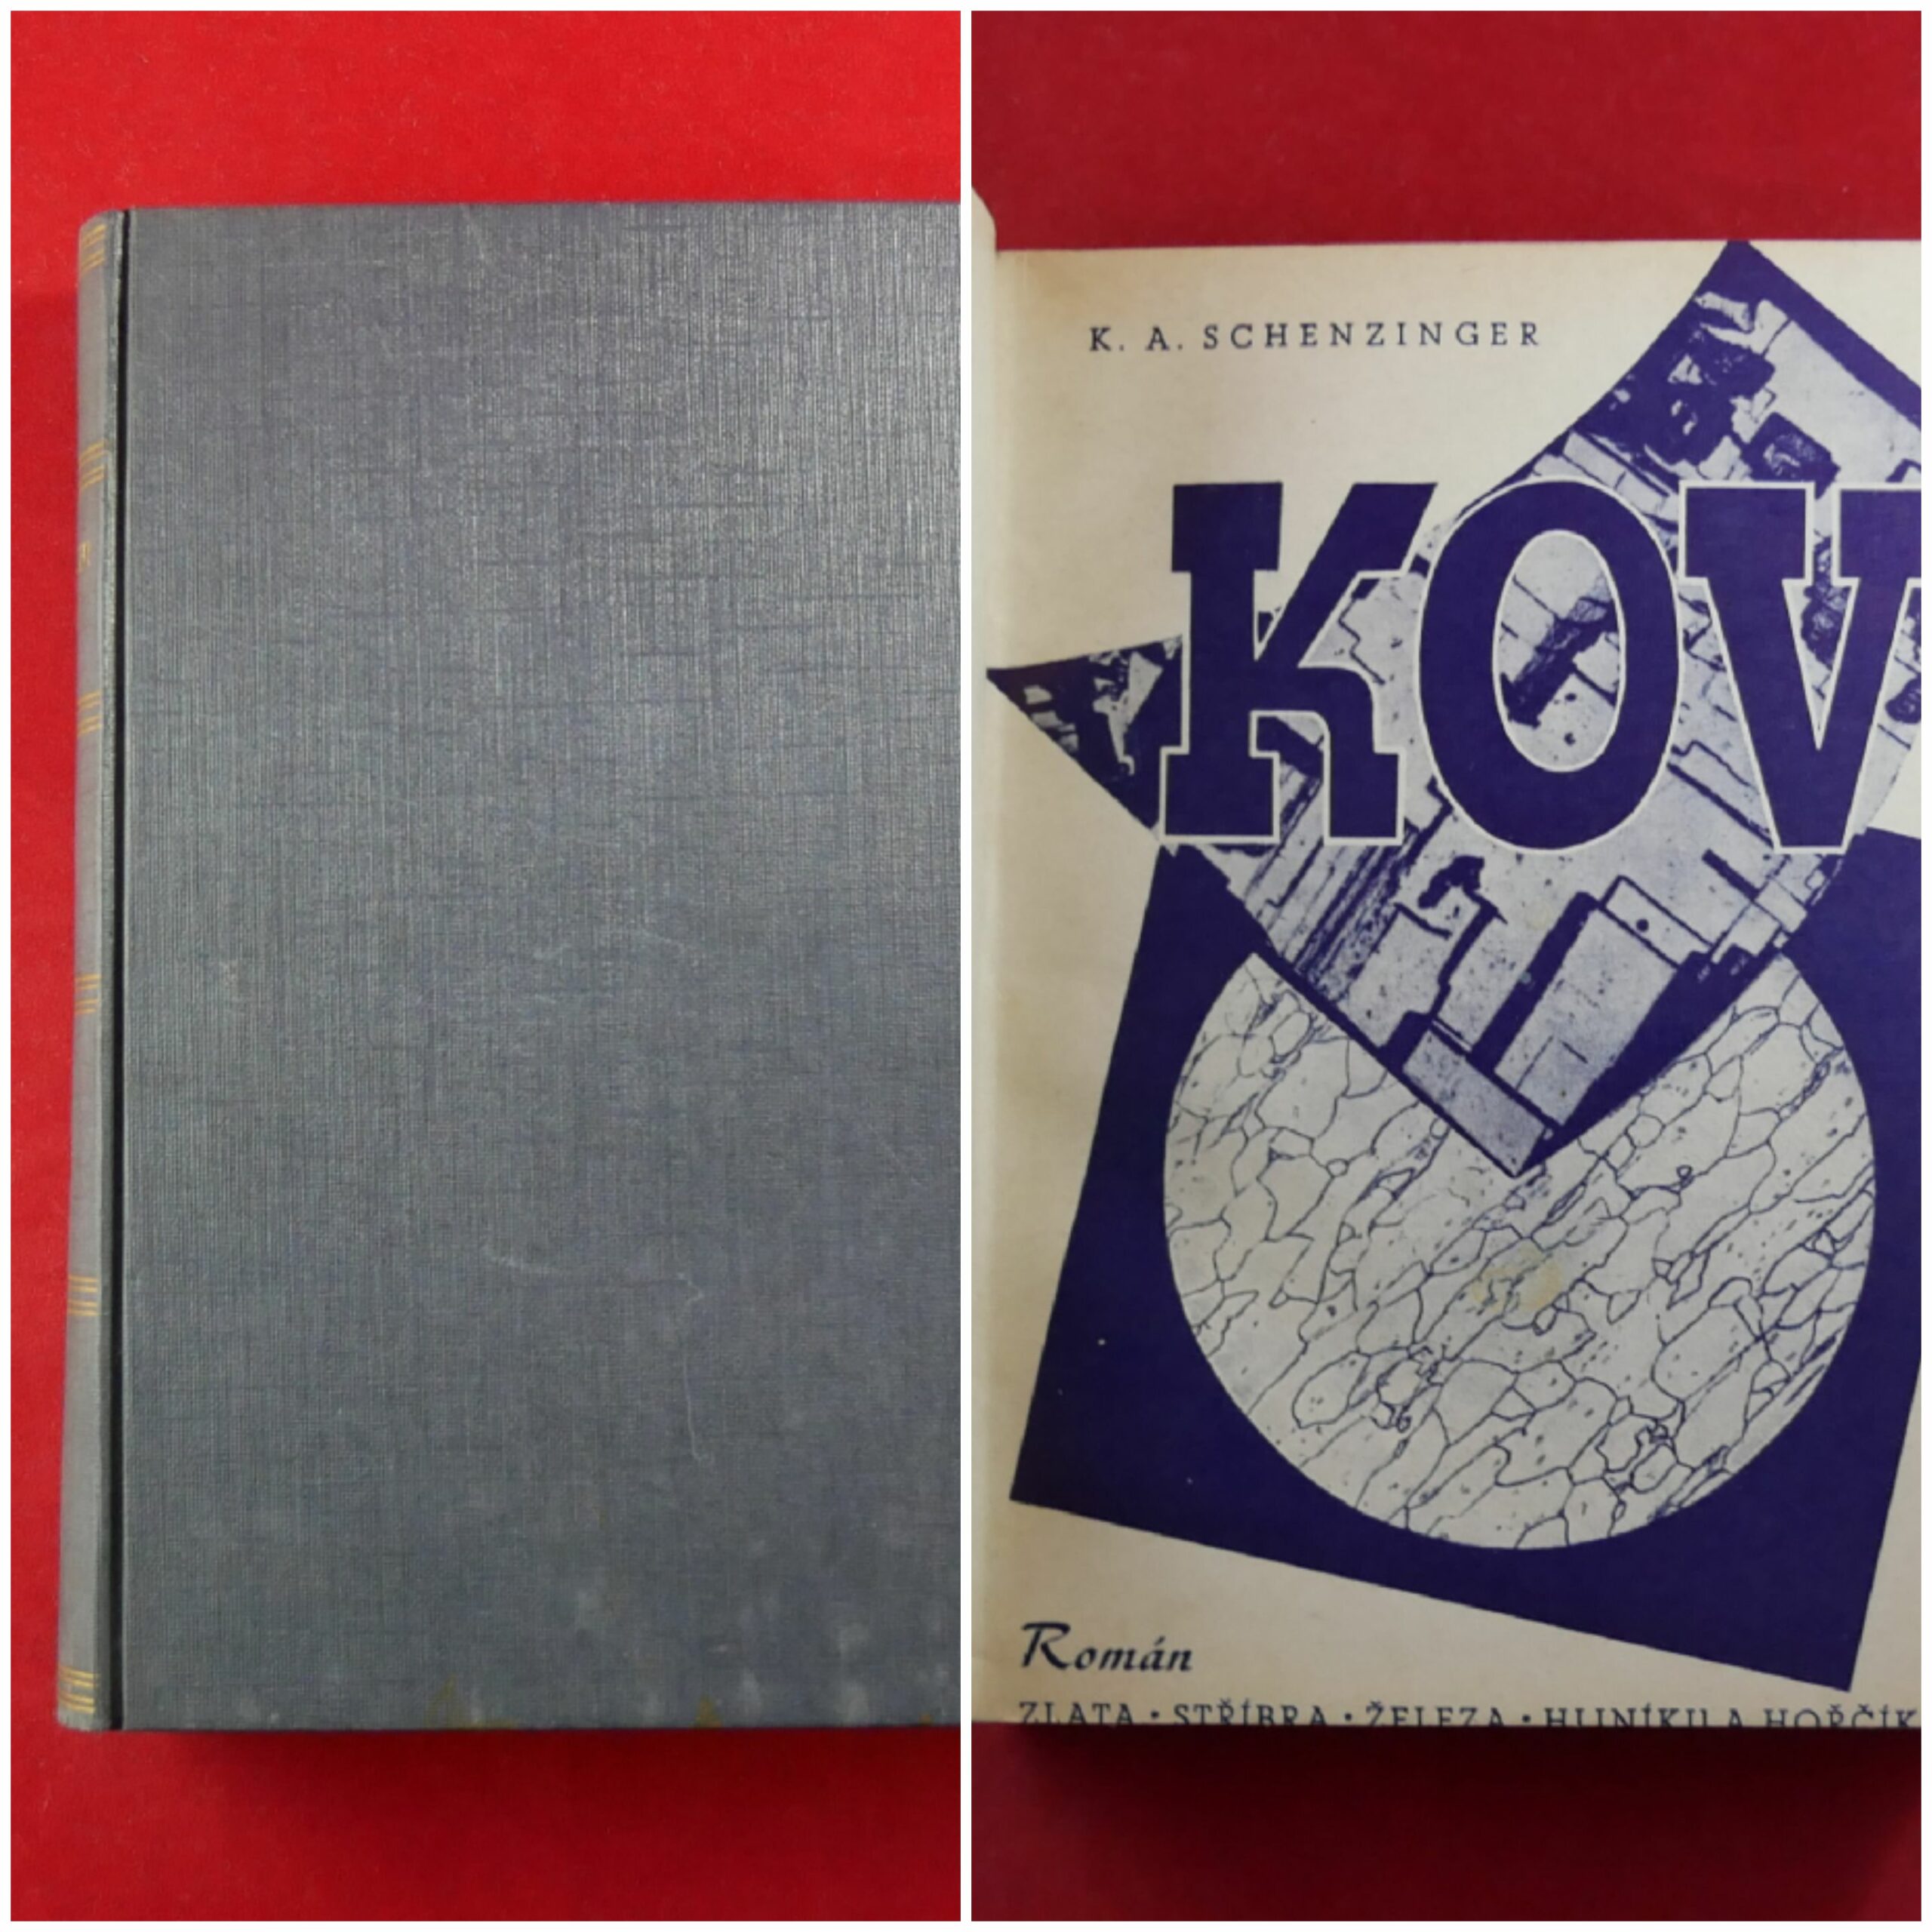 K. A. SCHENZINGER
KOV
Román
ZLATA • STŘÍBRA • ŽELEZA • HLINÍKU A HOŘČÍK